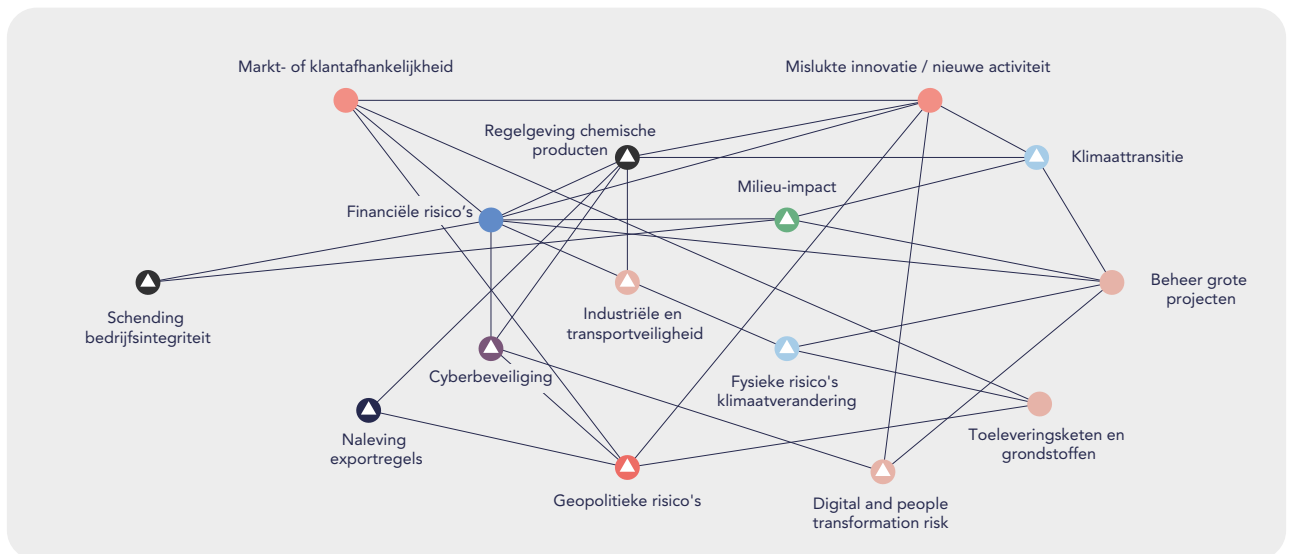 Markt- of klantafhankelijkheid
Mislukte innovatie / nieuwe activiteit
Regelgeving chemische
producten
Klimaattransitie
Milieu-impact
Financiële risico’s
Beheer grote
projecten
Schending
bedrijfsintegriteit
Industriële en
transportveiligheid
Cyberbeveiliging
Fysieke risico's
klimaatverandering
Naleving
exportregels
Toeleveringsketen en
grondstoffen
Geopolitieke risico's
Digital and people
transformation risk